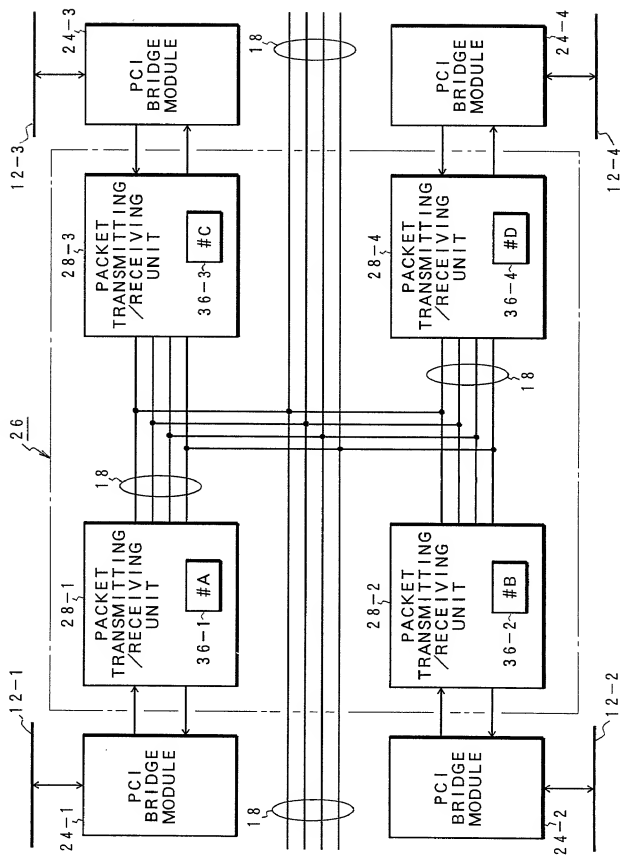 26
12-1
24-1
PCI
BRIDGE
MODULE
28-1
PACKET
TRANSMITTING
/RECEIVING
UNIT
36-1
#A
18
28-3
PACKET
TRANSMITTING
/RECEIVING
UNIT
36-3
#C
12-3
24-3
PCI
BRIDGE
MODULE
18
18
24-2
PCI
BRIDGE
MODULE
12-2
28-2
PACKET
TRANSMITTING
/RECEIVING
UNIT
36-2
#B
18
28-4
PACKET
TRANSMITTING
/RECEIVING
UNIT
36-4
#D
24-4
PCI
BRIDGE
MODULE
12-4